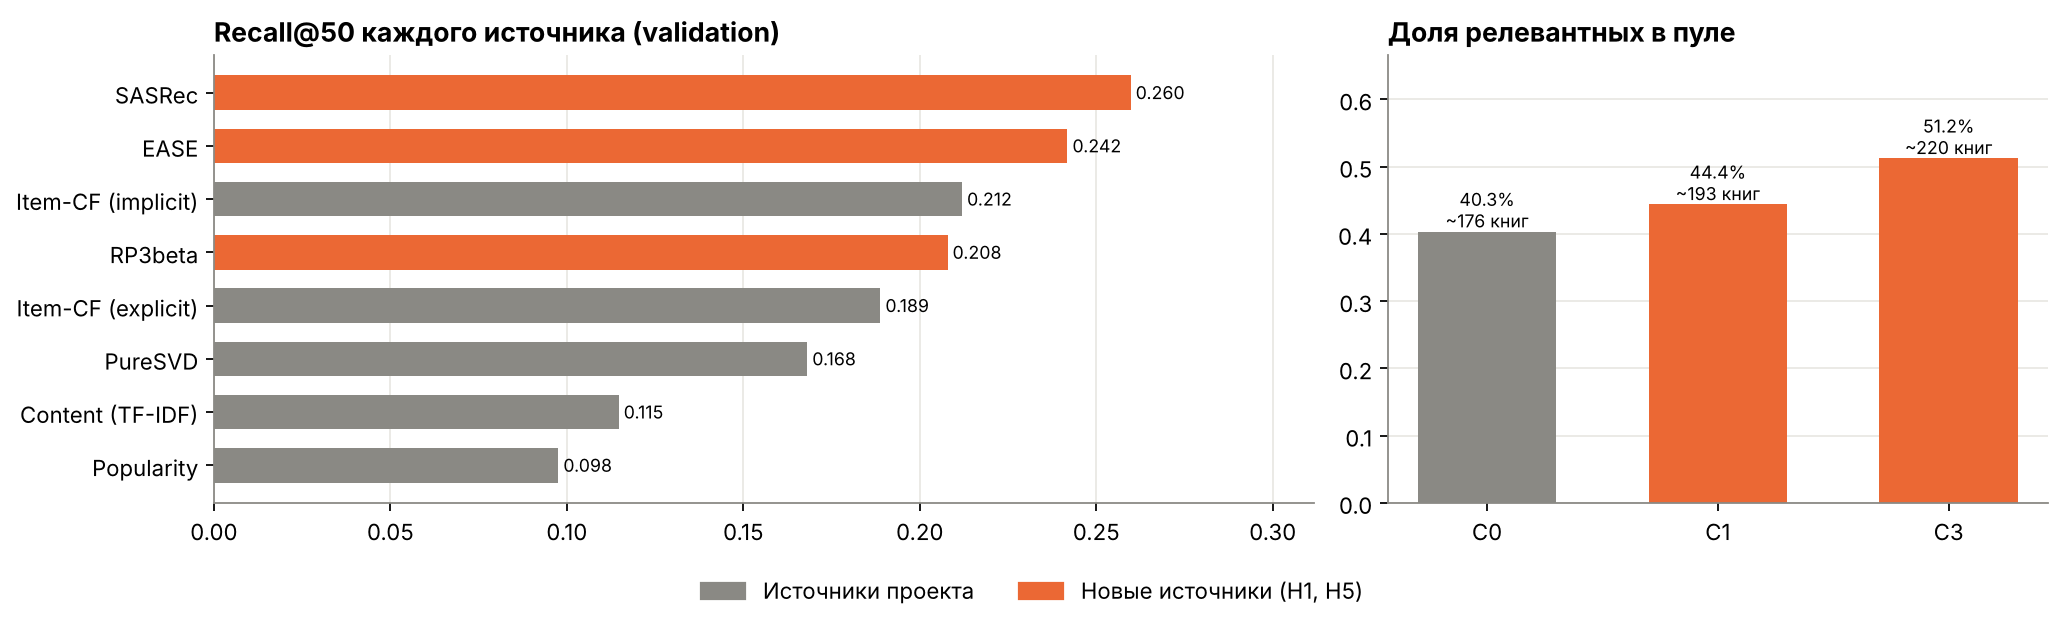 Recall@50 каждого источника (validation)
SASRec
0.260
EASE
0.242
Item-CF (implicit)
0.212
RP3beta
0.208
Item-CF (explicit)
0.189
PureSVD
0.168
Content (TF-IDF)
0.115
Popularity
0.098
0.00 0.05 0.10 0.15 0.20 0.25 0.30
Доля релевантных в пуле
0.6
0.5
0.4
0.3
0.2
0.1
0.0
40.3%
~176 книг
44.4%
~193 книг
51.2%
~220 книг
C0 C1 C3
Источники проекта
Новые источники (H1, H5)